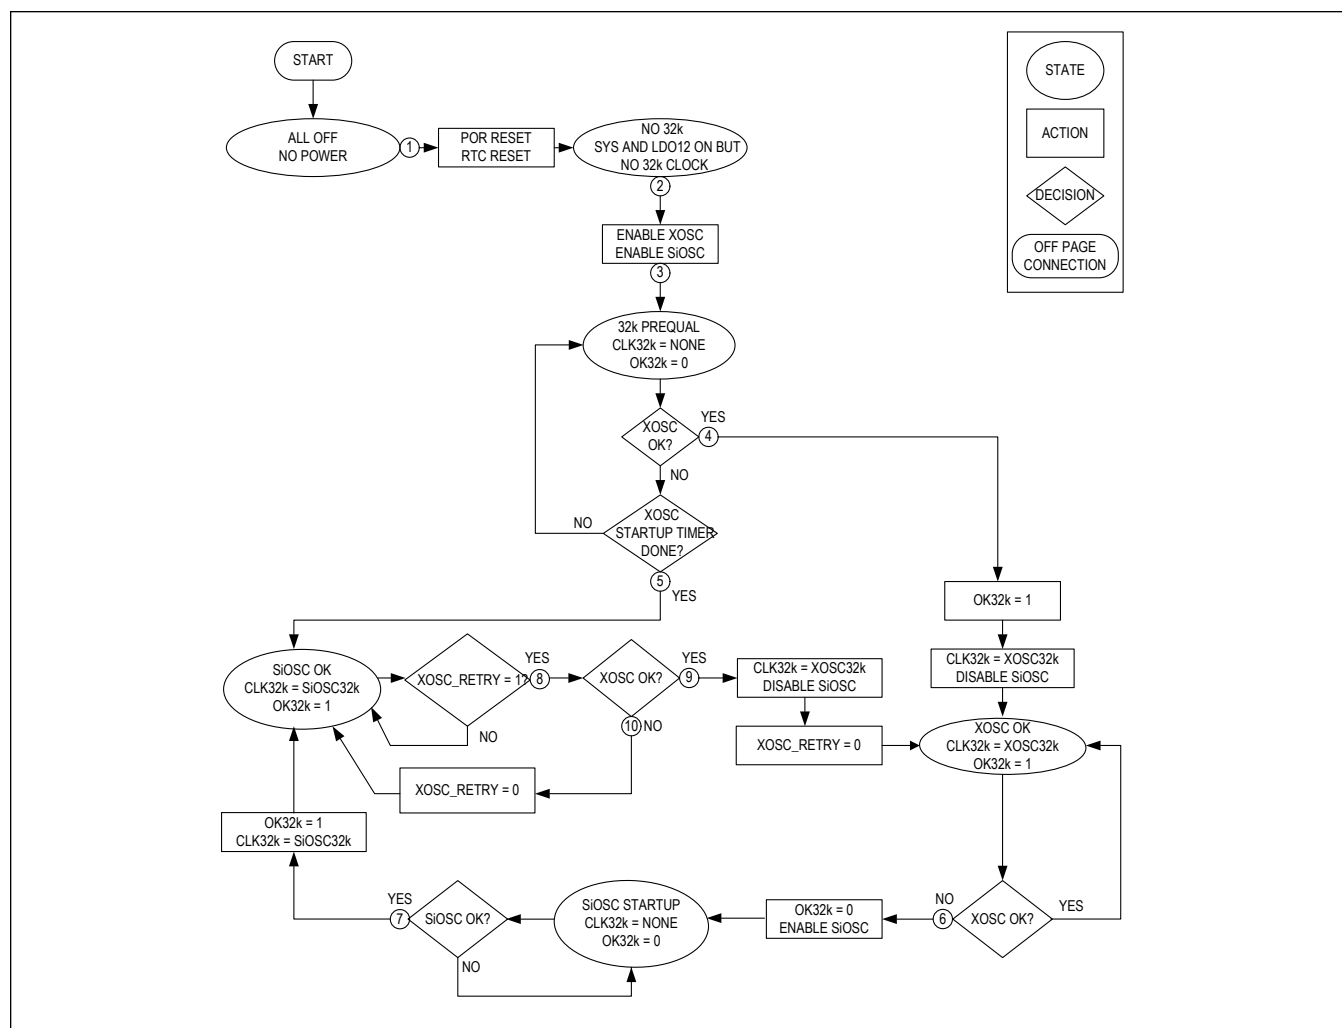 START
STATE
ACTION
DECISION
OFF PAGE
CONNECTION
ALL OFF
NO POWER
1
POR RESET
RTC RESET
NO 32k
SYS AND LDO12 ON BUT
NO 32k CLOCK
2
ENABLE XOSC
ENABLE SiOSC
3
32k PREQUAL
CLK32k = NONE
OK32k = 0
XOSC
OK?
YES
4
NO
XOSC
STARTUP TIMER
DONE?
NO
5
YES
OK32k = 1
CLK32k = XOSC32k
DISABLE SiOSC
SiOSC OK
CLK32k = SiOSC32k
OK32k = 1
XOSC_RETRY = 1?
YES
8
NO
XOSC OK?
YES
9
10
NO
CLK32k = XOSC32k
DISABLE SiOSC
XOSC_RETRY = 0
XOSC_RETRY = 0
XOSC OK
CLK32k = XOSC32k
OK32k = 1
OK32k = 1
CLK32k = SiOSC32k
YES
7
SiOSC OK?
NO
SiOSC STARTUP
CLK32k = NONE
OK32k = 0
OK32k = 0
ENABLE SiOSC
NO
6
XOSC OK?
YES